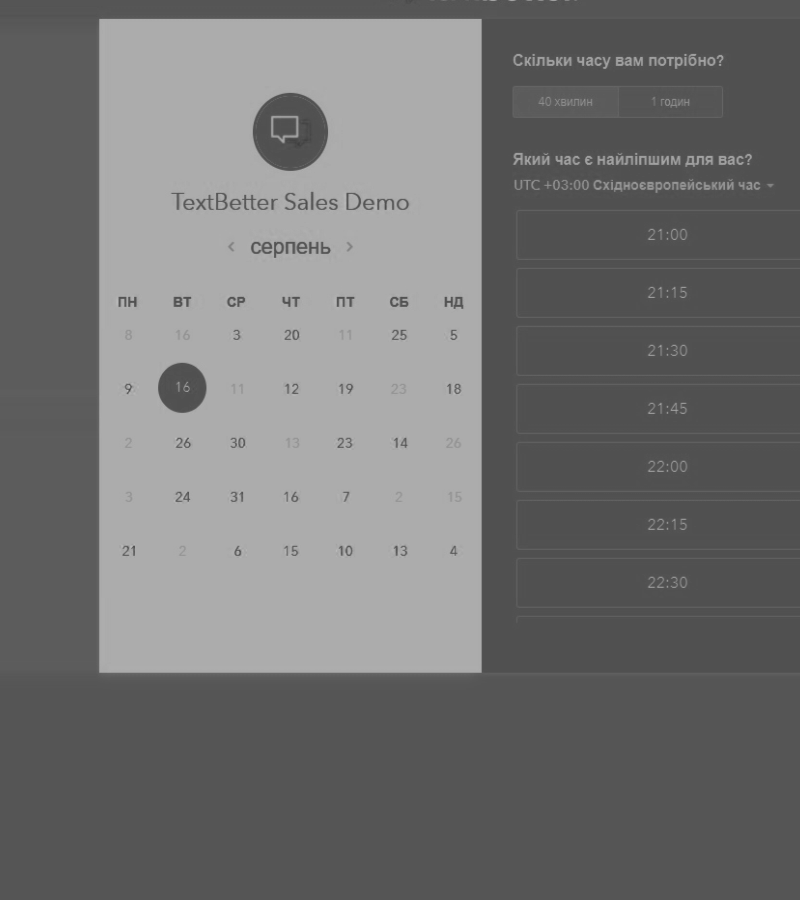 TextBetter Sales Demo
серпень
ПН ВТ СР ЧТ ПТ СБ НД
8 16 3 20 11 25 5
9 16 11 12 19 23 18
2 26 30 13 23 14 26
3 24 31 16 7 2 15
21 2 6 15 10 13 4
Скільки часу вам потрібно?
40 хвилин 1 годин
Який час є найліпшим для вас?
UTC +03:00 Східноєвропейський час
21:00
21:15
21:30
21:45
22:00
22:15
22:30